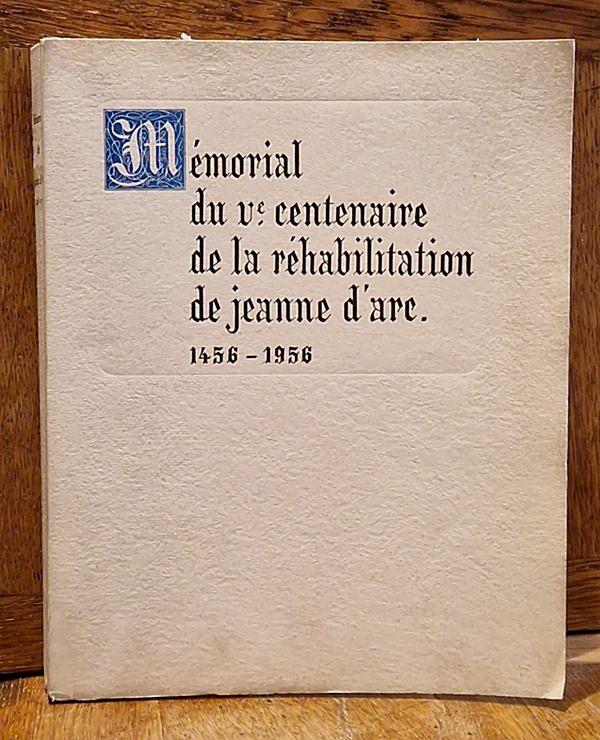 Mémorial
du Ve centenaire
de la réhabilitation
de jeanne d'arc.
1456 - 1956